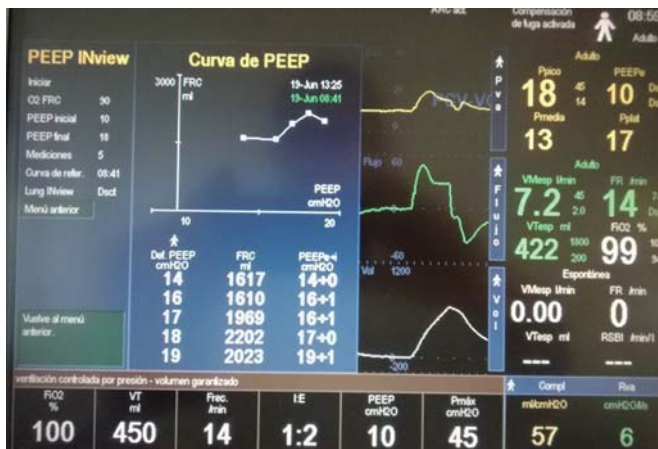 ARC act.
Compensación
de fuga activada
08:59
Adulto
PEEP INview
Iniciar
O2 FRC 90
PEEP inicial 10
PEEP final 18
Mediciones 5
Curva de refer. 08:41
Lung INview Dsct
Menú anterior
Vuelve al menú
anterior.
Curva de PEEP
3000 FRC
ml
19-Jun 13:25
19-Jun 08:41
PEEP
cmH2O
10 20
Def. PEEP FRC PEEPe+i
cmH2O ml cmH2O
14 1617 14+0
16 1610 16+1
17 1969 16+1
18 2202 17+0
19 2023 19+1
20
0
Flujo 60
-60
Vol 1200
-200
Pva
Flujo
Vol
Adulto
Ppico PEEPe
18 45 14 10
Pmedia Pplat
13 17
Adulto
VMesp l/min FR /min
7.2 45 2.0 14
VTesp ml FiO2 %
422 1800 200 99
Espontánea
VMesp l/min FR /min
0.00 0
VTesp ml RSBI /min/l
--- ---
ventilación controlada por presión - volumen garantizado
FiO2 VT Frec. I:E PEEP Pmáx
% ml /min cmH2O cmH2O
100 450 14 1:2 10 45
Compl Rva
ml/cmH2O cmH2O/l/s
57 6